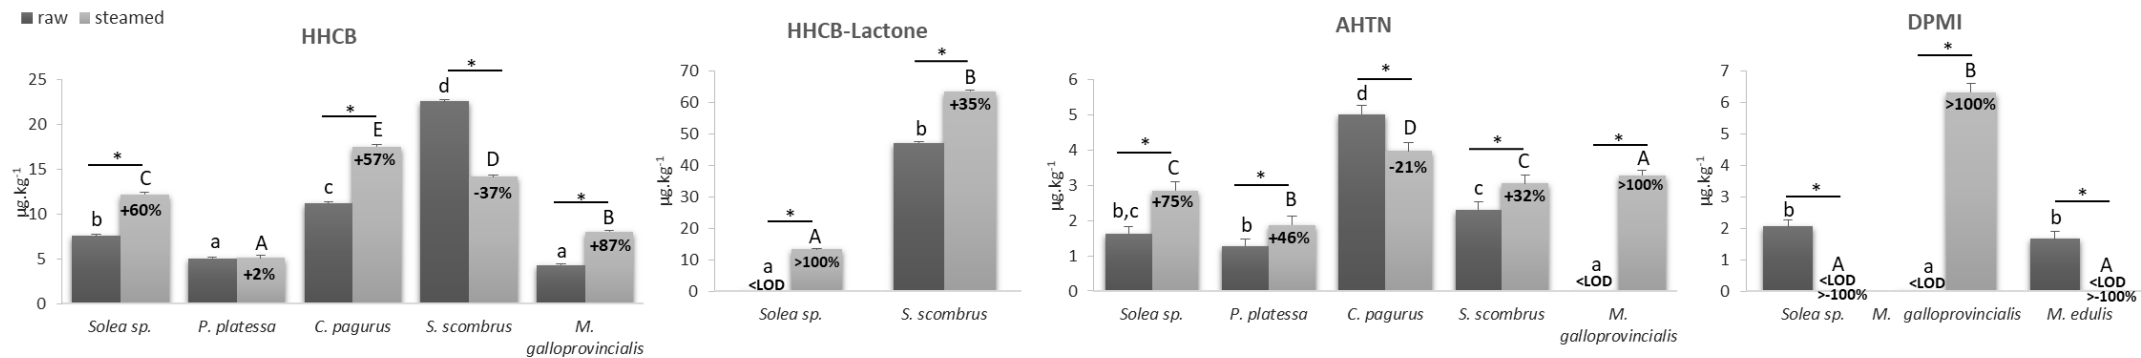 raw steamed
HHCB
µg.kg-1
25
20
15
10
5
0
*
*
*
*
b
C
+60%
a
A
+2%
c
E
+57%
d
D
-37%
a
B
+87%
Solea sp.
P. platessa
C. pagurus
S. scombrus
M.
galloprovincialis
HHCB-Lactone
µg.kg-1
70
60
50
40
30
20
10
0
*
*
a
<LOD
A
>100%
b
B
+35%
Solea sp.
S. scombrus
AHTN
µg.kg-1
6
5
4
3
2
1
0
*
*
*
*
*
b,c
C
+75%
b
B
+46%
d
D
-21%
c
C
+32%
a
<LOD
A
>100%
Solea sp.
P. platessa
C. pagurus
S. scombrus
M.
galloprovincialis
DPMI
µg.kg-1
7
6
5
4
3
2
1
0
*
*
*
b
A
<LOD
>-100%
a
<LOD
B
>100%
b
A
<LOD
>-100%
Solea sp.
M. galloprovincialis
M. edulis